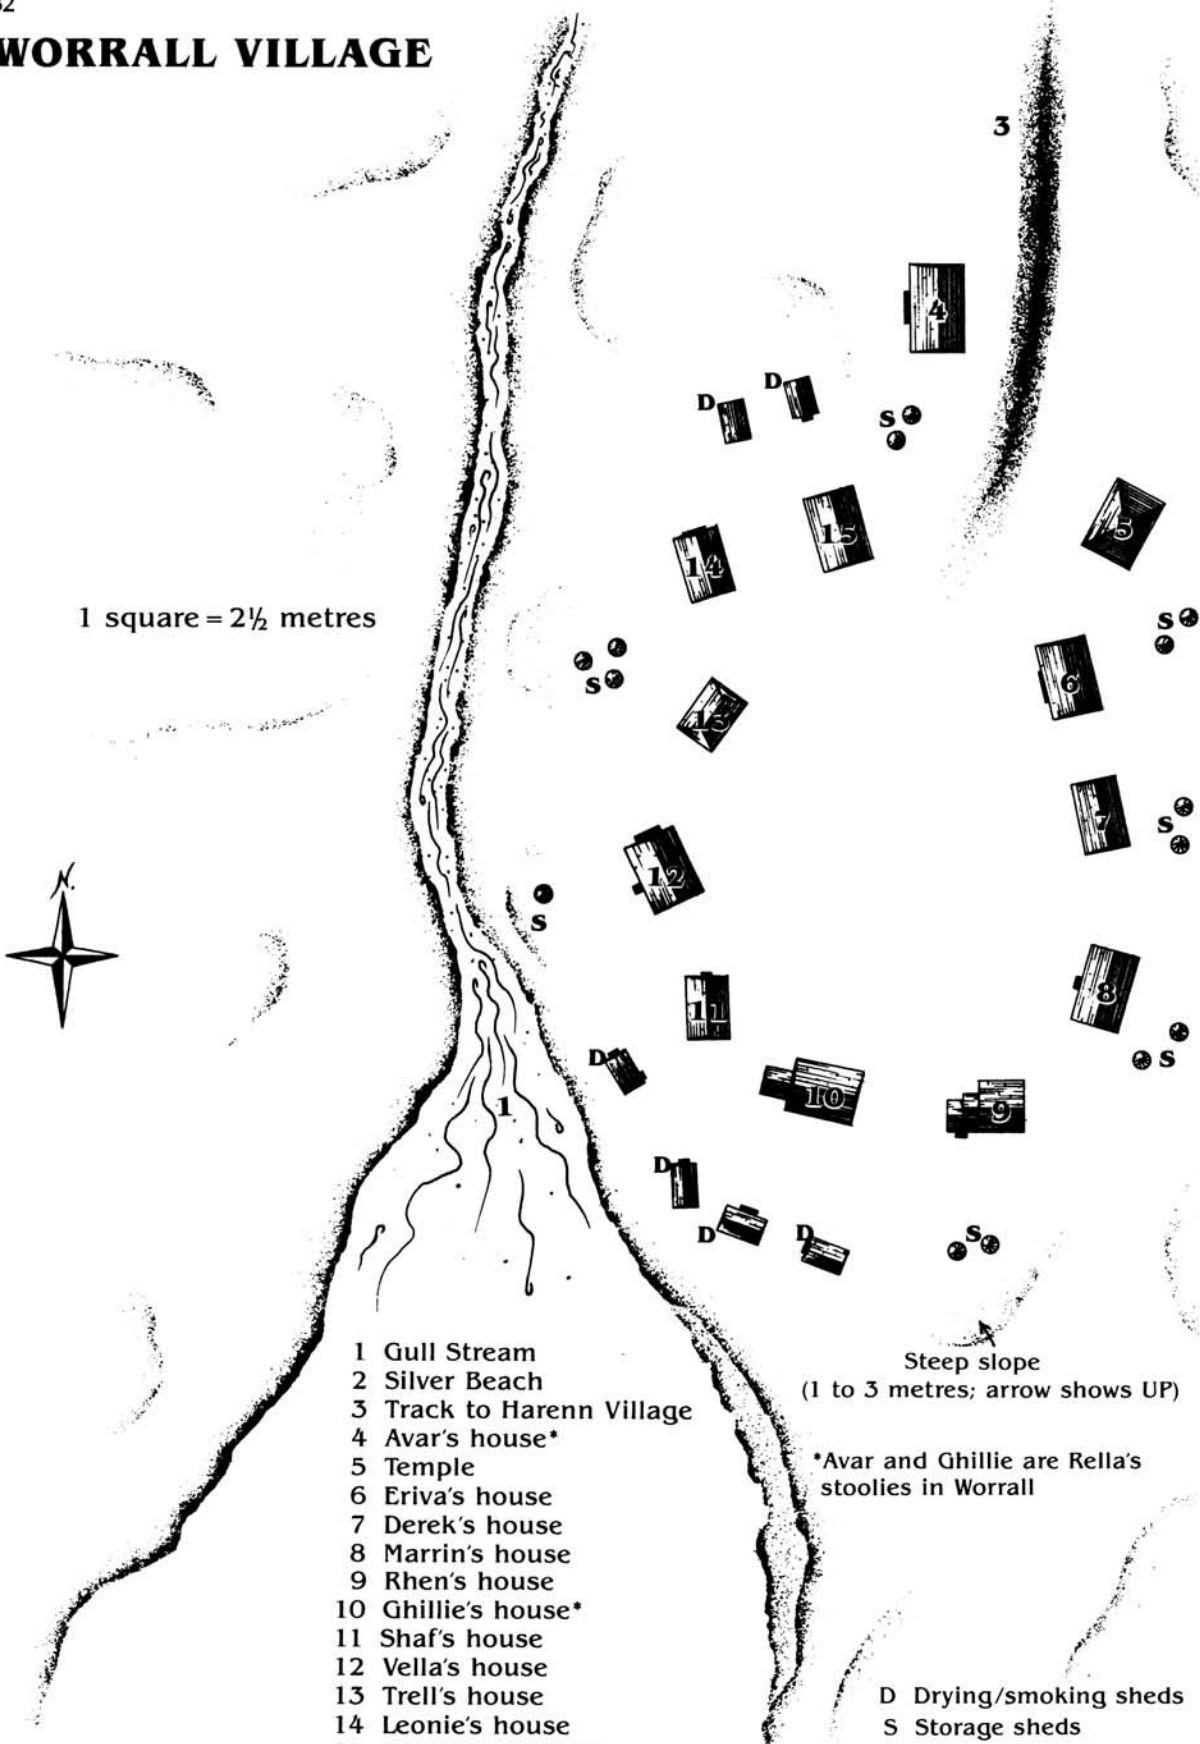 WORRALL VILLAGE
3
4
D
D
S
5
15
14
1 square = 2½ metres
S
S
6
13
7
S
N.
12
S
8
11
D
S
10
9
1
D
D
D
S
1 Gull Stream
2 Silver Beach
3 Track to Harenn Village
4 Avar's house*
5 Temple
6 Eriva's house
7 Derek's house
8 Marrin's house
9 Rhen's house
10 Ghillie's house*
11 Shaf's house
12 Vella's house
13 Trell's house
14 Leonie's house
Steep slope
(1 to 3 metres; arrow shows UP)
*Avar and Ghillie are Rella's
stoolies in Worrall
D Drying/smoking sheds
S Storage sheds